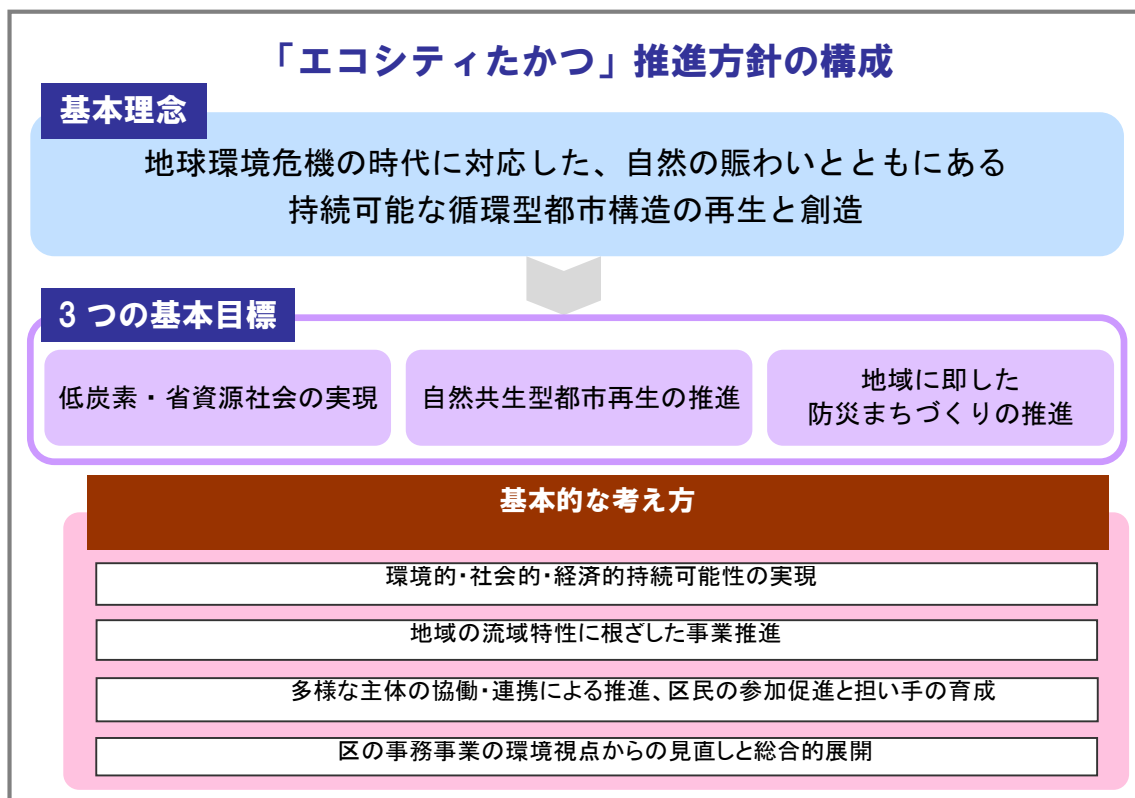 「エコシティたかつ」推進方針の構成
基本理念
地球環境危機の時代に対応した、自然の賑わいとともにある
持続可能な循環型都市構造の再生と創造
3 つの基本目標
低炭素・省資源社会の実現
自然共生型都市再生の推進
地域に即した
防災まちづくりの推進
基本的な考え方
環境的・社会的・経済的持続可能性の実現
地域の流域特性に根ざした事業推進
多様な主体の協働・連携による推進、区民の参加促進と担い手の育成
区の事務事業の環境視点からの見直しと総合的展開